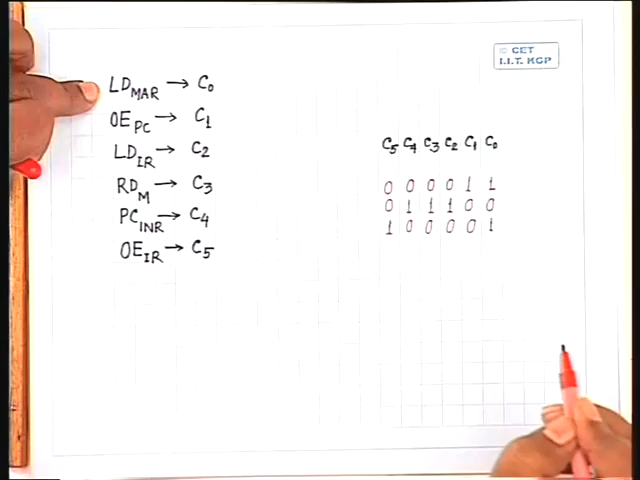 © CET
I.I.T. KGP
LD_MAR → C₀
OE_PC → C₁
LD_IR → C₂
RD_M → C₃
PC_INR → C₄
OE_IR → C₅
C₅ C₄ C₃ C₂ C₁ C₀
0 0 0 0 1 1
0 1 1 1 0 0
1 0 0 0 0 1